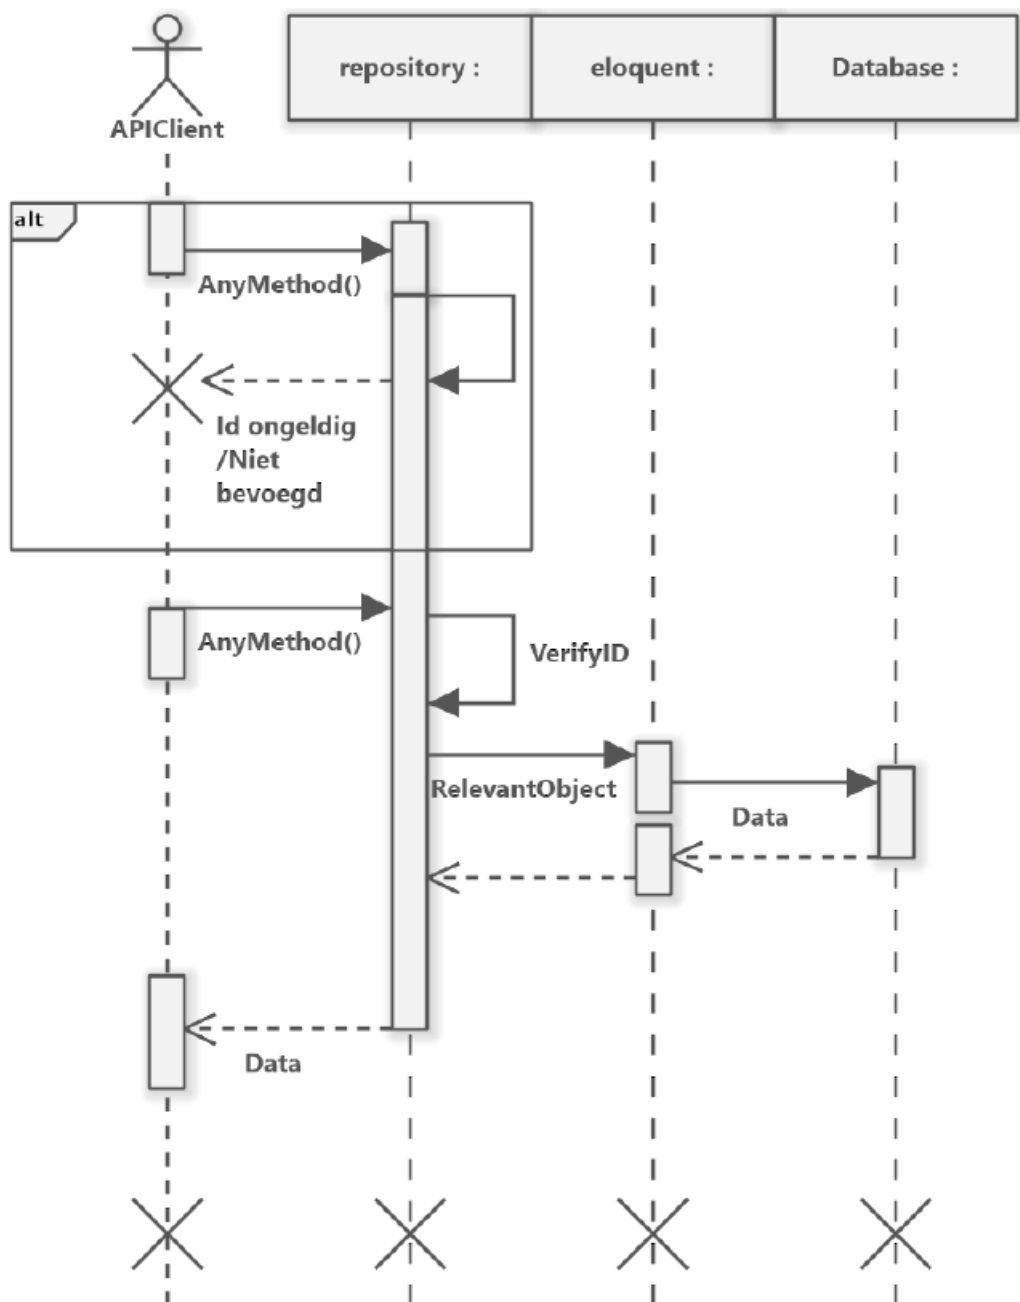 APIClient
repository :
eloquent :
Database :
alt
AnyMethod()
Id ongeldig
/Niet
bevoegd
AnyMethod()
VerifyID
RelevantObject
Data
Data